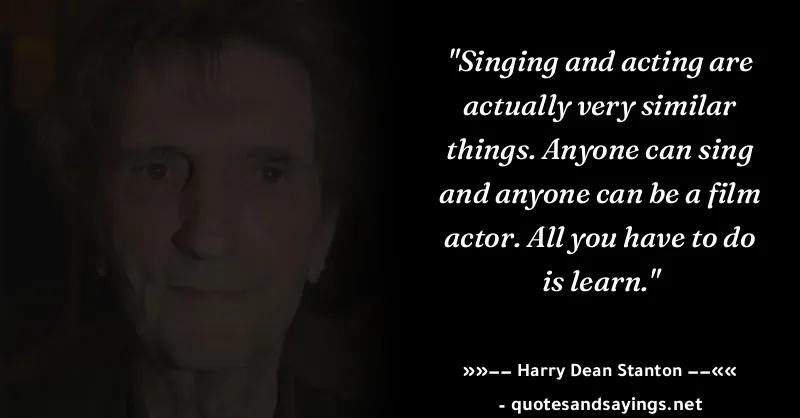 "Singing and acting are
actually very similar
things. Anyone can sing
and anyone can be a film
actor. All you have to do
is learn."
»»-- Harry Dean Stanton --««
- quotesandsayings.net